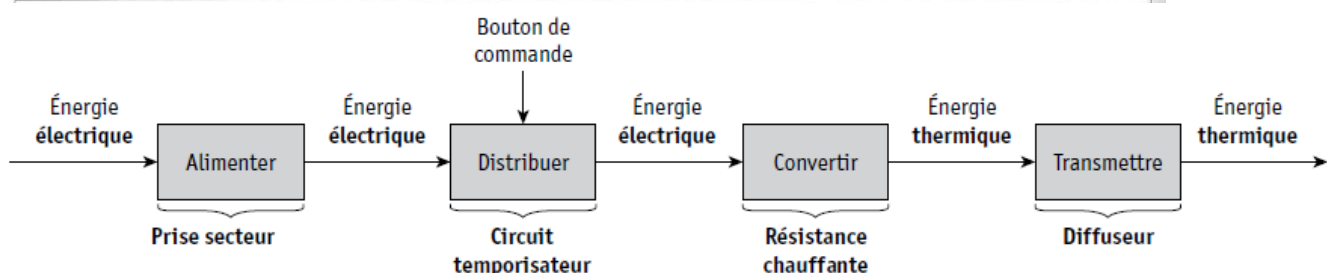 Bouton de
commande
Énergie
électrique
Énergie
électrique
Énergie
électrique
Énergie
thermique
Énergie
thermique
Alimenter
Distribuer
Convertir
Transmettre
Prise secteur
Circuit
temporisateur
Résistance
chauffante
Diffuseur